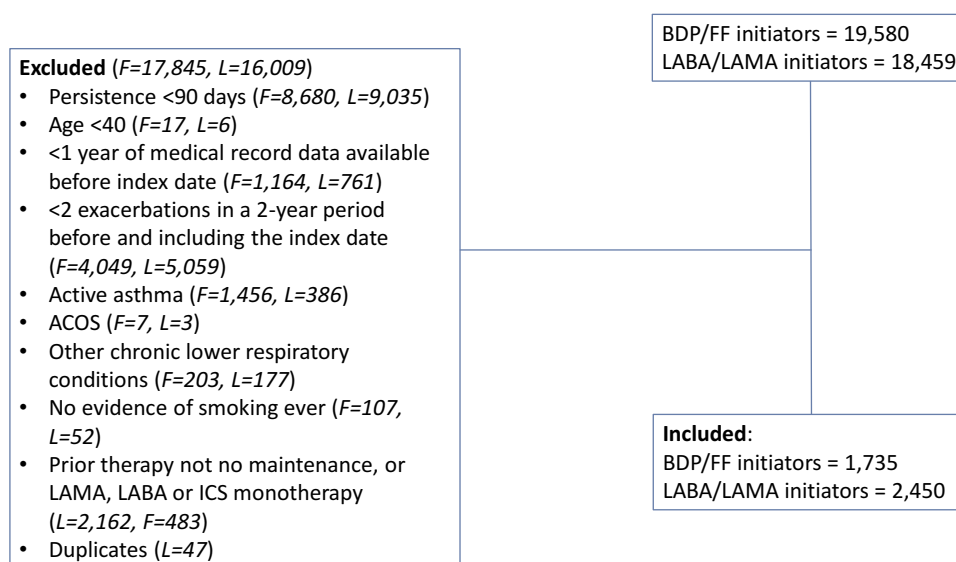 BDP/FF initiators = 19,580
LABA/LAMA initiators = 18,459
Excluded (F=17,845, L=16,009)
• Persistence <90 days (F=8,680, L=9,035)
• Age <40 (F=17, L=6)
• <1 year of medical record data available
before index date (F=1,164, L=761)
• <2 exacerbations in a 2-year period
before and including the index date
(F=4,049, L=5,059)
• Active asthma (F=1,456, L=386)
• ACOS (F=7, L=3)
• Other chronic lower respiratory
conditions (F=203, L=177)
• No evidence of smoking ever (F=107,
L=52)
• Prior therapy not no maintenance, or
LAMA, LABA or ICS monotherapy
(L=2,162, F=483)
• Duplicates (L=47)
Included:
BDP/FF initiators = 1,735
LABA/LAMA initiators = 2,450